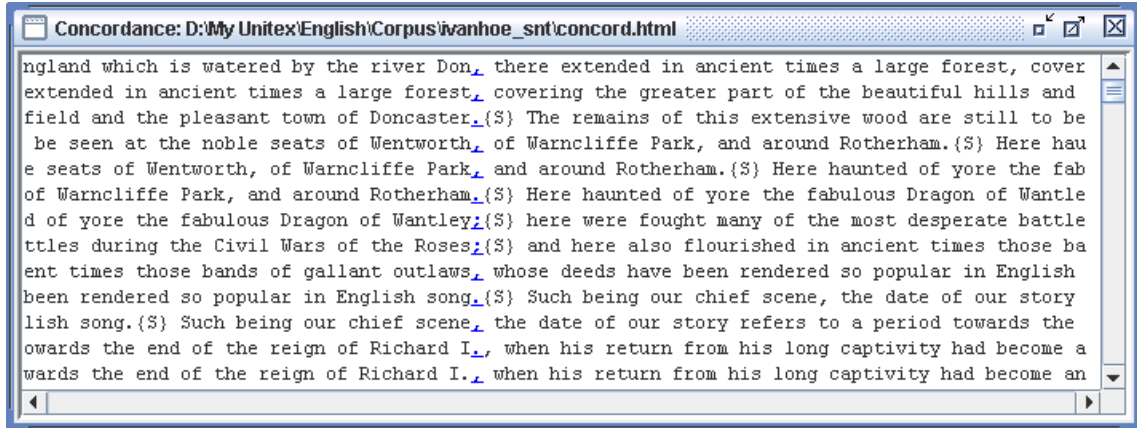 Concordance: D:\My Unitex\English\Corpus\ivanhoe_snt\concord.html
ngland which is watered by the river Don, there extended in ancient times a large forest, cover
extended in ancient times a large forest, covering the greater part of the beautiful hills and
field and the pleasant town of Doncaster.{S} The remains of this extensive wood are still to be
be seen at the noble seats of Wentworth, of Warncliffe Park, and around Rotherham.{S} Here hau
e seats of Wentworth, of Warncliffe Park, and around Rotherham.{S} Here haunted of yore the fab
of Warncliffe Park, and around Rotherham.{S} Here haunted of yore the fabulous Dragon of Wantle
d of yore the fabulous Dragon of Wantley;{S} here were fought many of the most desperate battle
ttles during the Civil Wars of the Roses;{S} and here also flourished in ancient times those ba
ent times those bands of gallant outlaws, whose deeds have been rendered so popular in English
been rendered so popular in English song.{S} Such being our chief scene, the date of our story
lish song.{S} Such being our chief scene, the date of our story refers to a period towards the
owards the end of the reign of Richard I., when his return from his long captivity had become a
wards the end of the reign of Richard I., when his return from his long captivity had become an